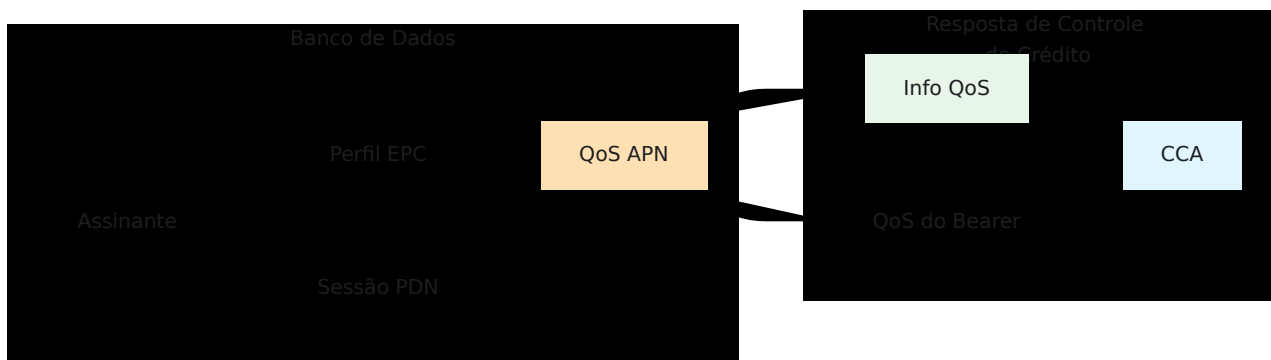 Banco de Dados
Perfil EPC
QoS APN
Assinante
Sessão PDN
Resposta de Controle
de Crédito
Info QoS
CCA
QoS do Bearer